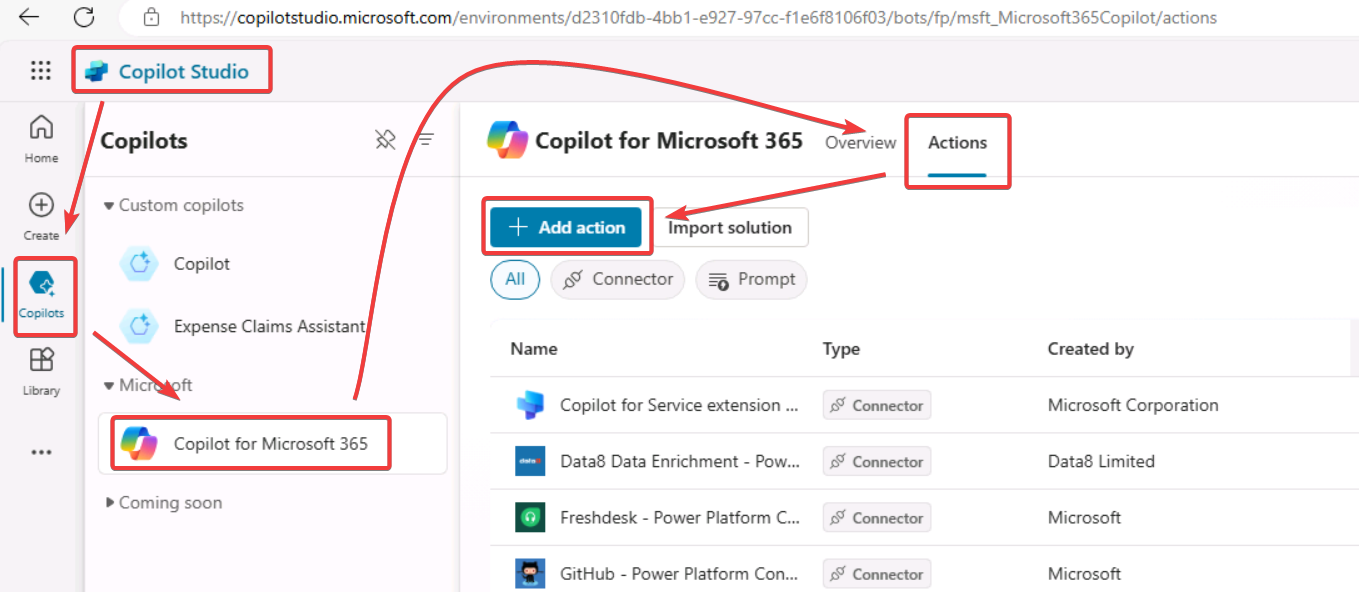 https://copilotstudio.microsoft.com/environments/d2310fdb-4bb1-e927-97cc-f1e6f8106f03/bots/fp/msft_Microsoft365Copilot/actions
Copilot Studio
Home
Create
Copilots
Library
Copilots
Custom copilots
Copilot
Expense Claims Assistant
Microsoft
Copilot for Microsoft 365
Coming soon
Copilot for Microsoft 365 Overview Actions
Add action Import solution
All Connector Prompt
Name Type Created by
Copilot for Service extension ... Connector Microsoft Corporation
Data8 Data Enrichment - Pow... Connector Data8 Limited
Freshdesk - Power Platform C... Connector Microsoft
GitHub - Power Platform Con... Connector Microsoft